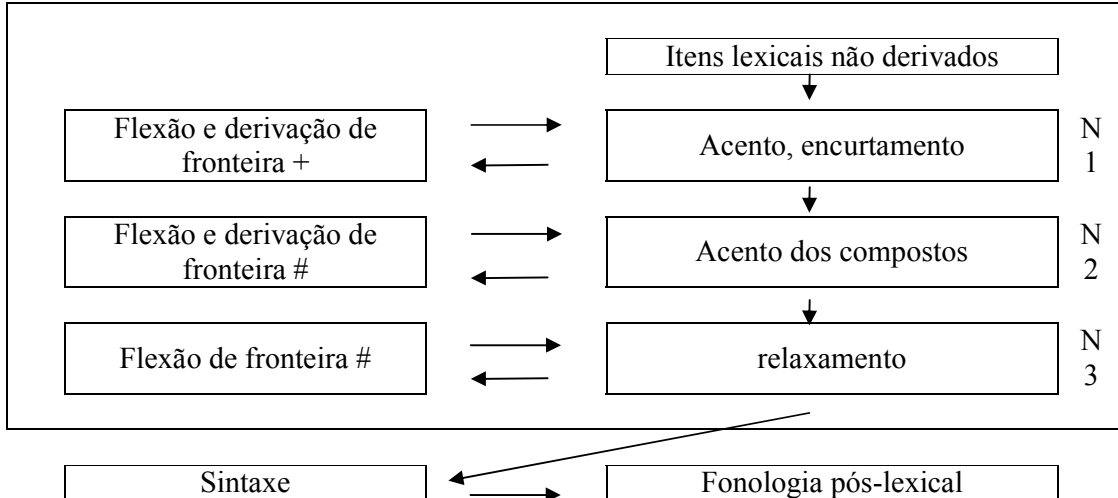 Itens lexicais não derivados
Flexão e derivação de
fronteira +
Acento, encurtamento
N
1
Flexão e derivação de
fronteira #
Acento dos compostos
N
2
Flexão de fronteira #
relaxamento
N
3
Sintaxe
Fonologia pós-lexical